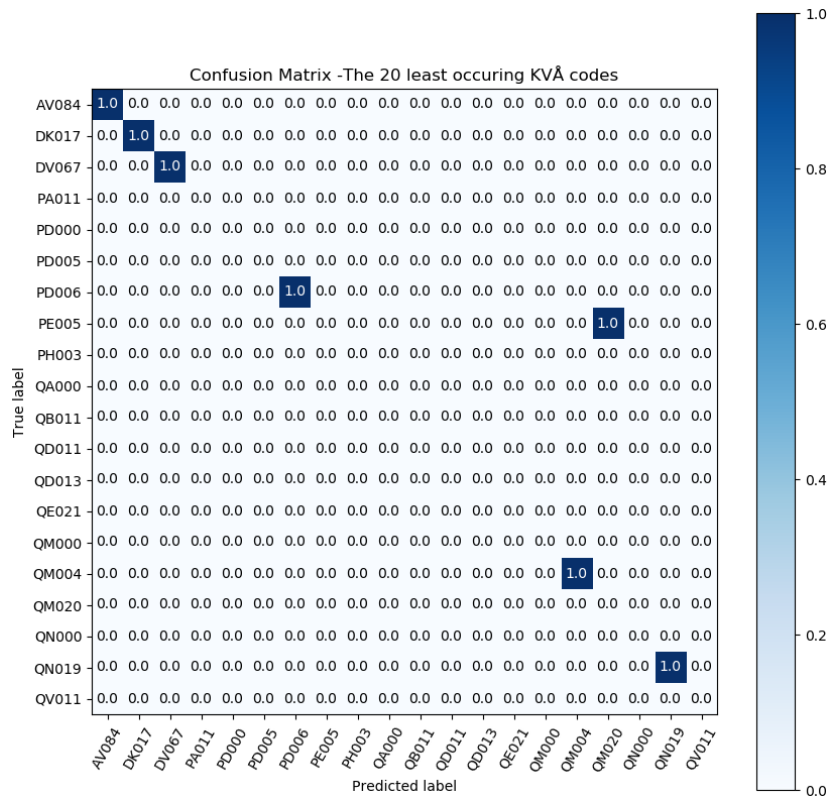 Confusion Matrix -The 20 least occuring KVÅ codes
AV084 1.0 0.0 0.0 0.0 0.0 0.0 0.0 0.0 0.0 0.0 0.0 0.0 0.0 0.0 0.0 0.0 0.0 0.0 0.0 0.0
DK017 0.0 1.0 0.0 0.0 0.0 0.0 0.0 0.0 0.0 0.0 0.0 0.0 0.0 0.0 0.0 0.0 0.0 0.0 0.0 0.0
DV067 0.0 0.0 1.0 0.0 0.0 0.0 0.0 0.0 0.0 0.0 0.0 0.0 0.0 0.0 0.0 0.0 0.0 0.0 0.0 0.0
PA011 0.0 0.0 0.0 0.0 0.0 0.0 0.0 0.0 0.0 0.0 0.0 0.0 0.0 0.0 0.0 0.0 0.0 0.0 0.0 0.0
PD000 0.0 0.0 0.0 0.0 0.0 0.0 0.0 0.0 0.0 0.0 0.0 0.0 0.0 0.0 0.0 0.0 0.0 0.0 0.0 0.0
PD005 0.0 0.0 0.0 0.0 0.0 0.0 0.0 0.0 0.0 0.0 0.0 0.0 0.0 0.0 0.0 0.0 0.0 0.0 0.0 0.0
PD006 0.0 0.0 0.0 0.0 0.0 0.0 1.0 0.0 0.0 0.0 0.0 0.0 0.0 0.0 0.0 0.0 0.0 0.0 0.0 0.0
PE005 0.0 0.0 0.0 0.0 0.0 0.0 0.0 0.0 0.0 0.0 0.0 0.0 0.0 0.0 0.0 0.0 1.0 0.0 0.0 0.0
PH003 0.0 0.0 0.0 0.0 0.0 0.0 0.0 0.0 0.0 0.0 0.0 0.0 0.0 0.0 0.0 0.0 0.0 0.0 0.0 0.0
QA000 0.0 0.0 0.0 0.0 0.0 0.0 0.0 0.0 0.0 0.0 0.0 0.0 0.0 0.0 0.0 0.0 0.0 0.0 0.0 0.0
QB011 0.0 0.0 0.0 0.0 0.0 0.0 0.0 0.0 0.0 0.0 0.0 0.0 0.0 0.0 0.0 0.0 0.0 0.0 0.0 0.0
QD011 0.0 0.0 0.0 0.0 0.0 0.0 0.0 0.0 0.0 0.0 0.0 0.0 0.0 0.0 0.0 0.0 0.0 0.0 0.0 0.0
QD013 0.0 0.0 0.0 0.0 0.0 0.0 0.0 0.0 0.0 0.0 0.0 0.0 0.0 0.0 0.0 0.0 0.0 0.0 0.0 0.0
QE021 0.0 0.0 0.0 0.0 0.0 0.0 0.0 0.0 0.0 0.0 0.0 0.0 0.0 0.0 0.0 0.0 0.0 0.0 0.0 0.0
QM000 0.0 0.0 0.0 0.0 0.0 0.0 0.0 0.0 0.0 0.0 0.0 0.0 0.0 0.0 0.0 0.0 0.0 0.0 0.0 0.0
QM004 0.0 0.0 0.0 0.0 0.0 0.0 0.0 0.0 0.0 0.0 0.0 0.0 0.0 0.0 0.0 1.0 0.0 0.0 0.0 0.0
QM020 0.0 0.0 0.0 0.0 0.0 0.0 0.0 0.0 0.0 0.0 0.0 0.0 0.0 0.0 0.0 0.0 0.0 0.0 0.0 0.0
QN000 0.0 0.0 0.0 0.0 0.0 0.0 0.0 0.0 0.0 0.0 0.0 0.0 0.0 0.0 0.0 0.0 0.0 0.0 0.0 0.0
QN019 0.0 0.0 0.0 0.0 0.0 0.0 0.0 0.0 0.0 0.0 0.0 0.0 0.0 0.0 0.0 0.0 0.0 0.0 1.0 0.0
QV011 0.0 0.0 0.0 0.0 0.0 0.0 0.0 0.0 0.0 0.0 0.0 0.0 0.0 0.0 0.0 0.0 0.0 0.0 0.0 0.0
True label
AV084 DK017 DV067 PA011 PD000 PD005 PD006 PE005 PH003 QA000 QB011 QD011 QD013 QE021 QM000 QM004 QM020 QN000 QN019 QV011
Predicted label
1.0
0.8
0.6
0.4
0.2
0.0